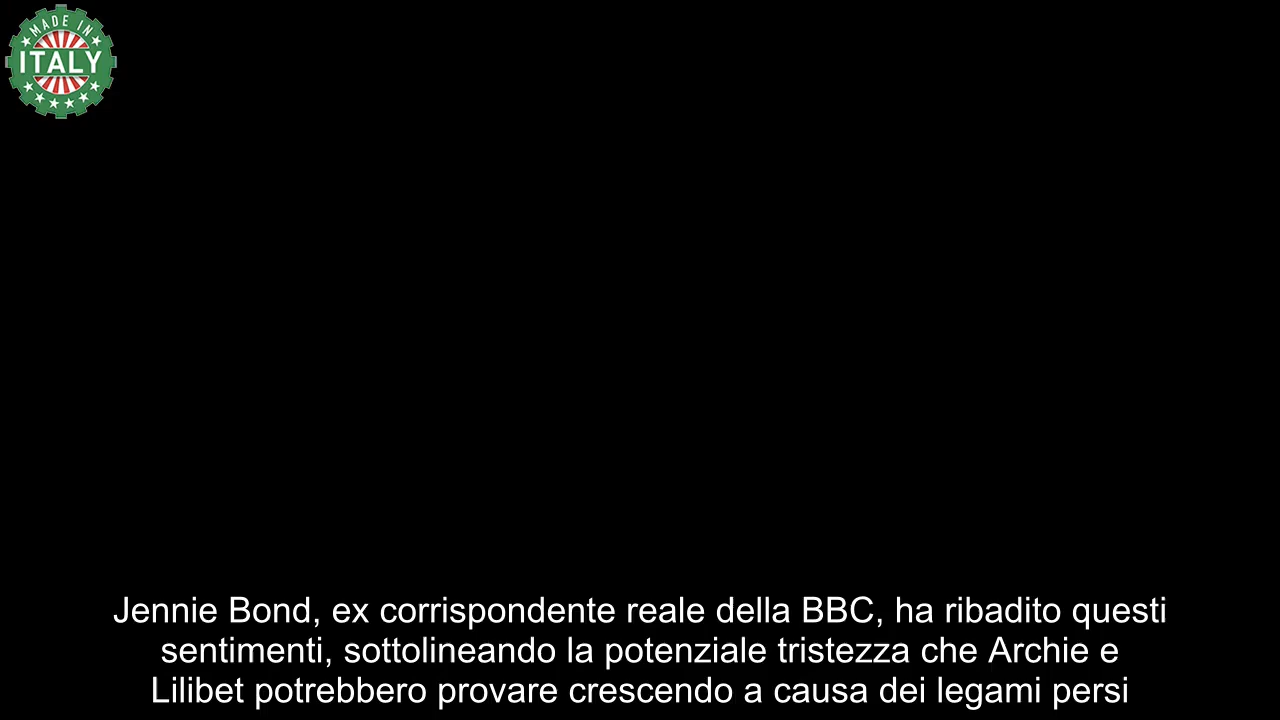 MADE IN
ITALY
Jennie Bond, ex corrispondente reale della BBC, ha ribadito questi
sentimenti, sottolineando la potenziale tristezza che Archie e
Lilibet potrebbero provare crescendo a causa dei legami persi